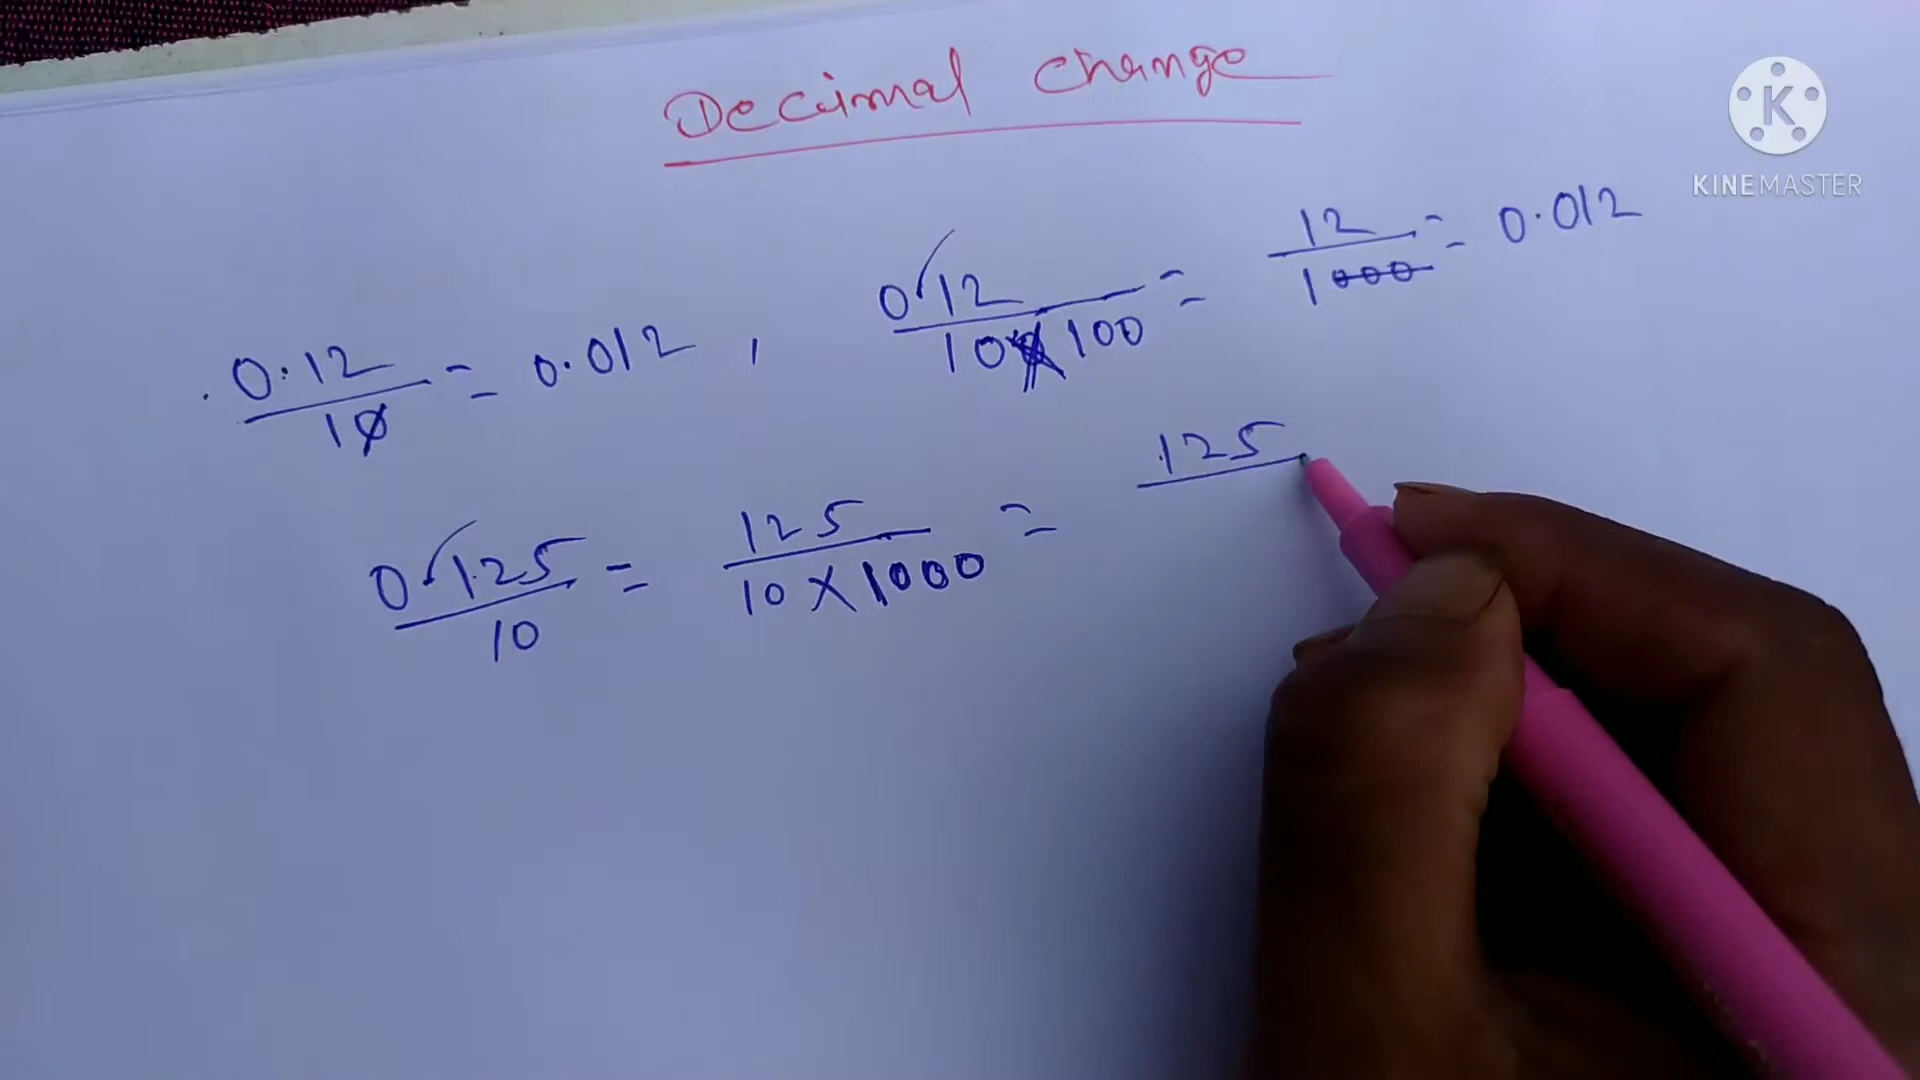 Decimal change
KINEMASTER
0.12/10 = 0.012 , 0.12/10×100 = 12/1000 = 0.012
0.125/10 = 125/10×1000 = 125/